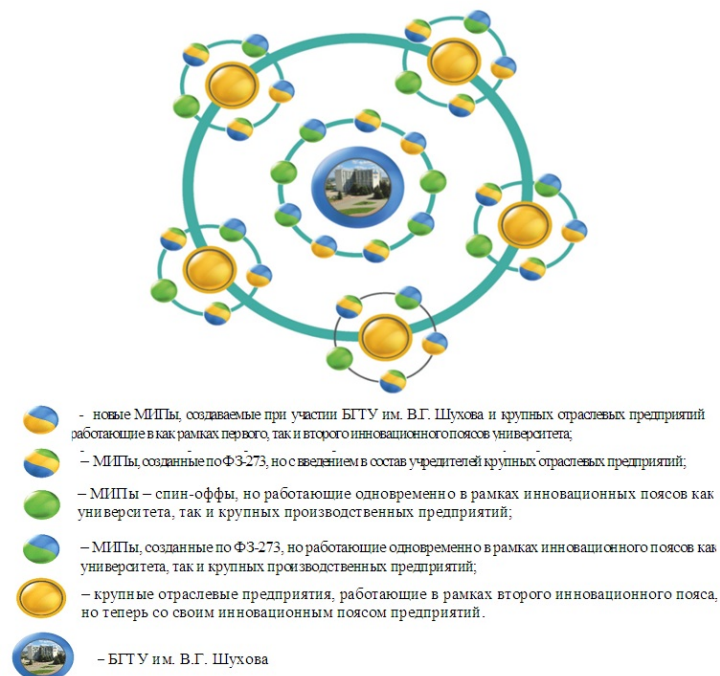 - новые МИПы, создаваемые при участии БГТУ им. В.Г. Шухова и крупных отраслевых предприятий
работающие в как рамках первого, так и второго инновационного поясов университета;
– МИПы, созданные по ФЗ-273, но с введением в состав учредителей крупных отраслевых предприятий;
– МИПы – спин-оффы, но работающие одновременно в рамках инновационных поясов как
университета, так и крупных производственных предприятий;
– МИПы, созданные по ФЗ-273, но работающие одновременно в рамках инновационного поясов как
университета, так и крупных производственных предприятий;
– крупные отраслевые предприятия, работающие в рамках второго инновационного пояса,
но теперь со своим инновационным поясом предприятий.
– БГТУ им. В.Г. Шухова